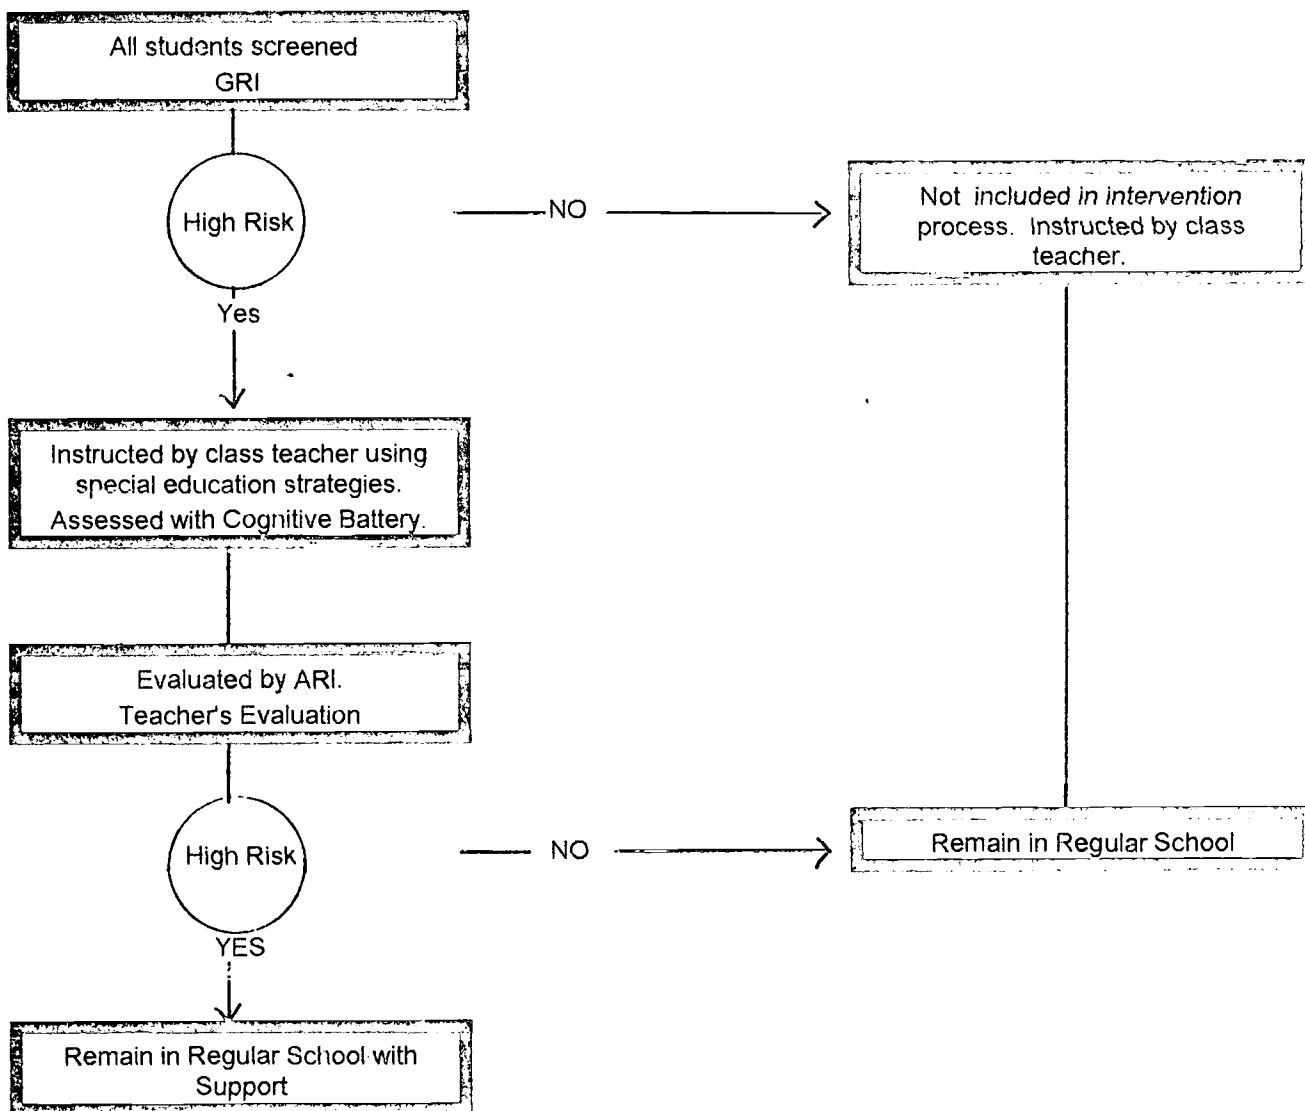 All students screened
GRI
High Risk
NO
Not included in intervention
process. Instructed by class
teacher.
Yes
Instructed by class teacher using
special education strategies.
Assessed with Cognitive Battery.
Evaluated by ARI.
Teacher's Evaluation
High Risk
NO
Remain in Regular School
YES
Remain in Regular School with
Support